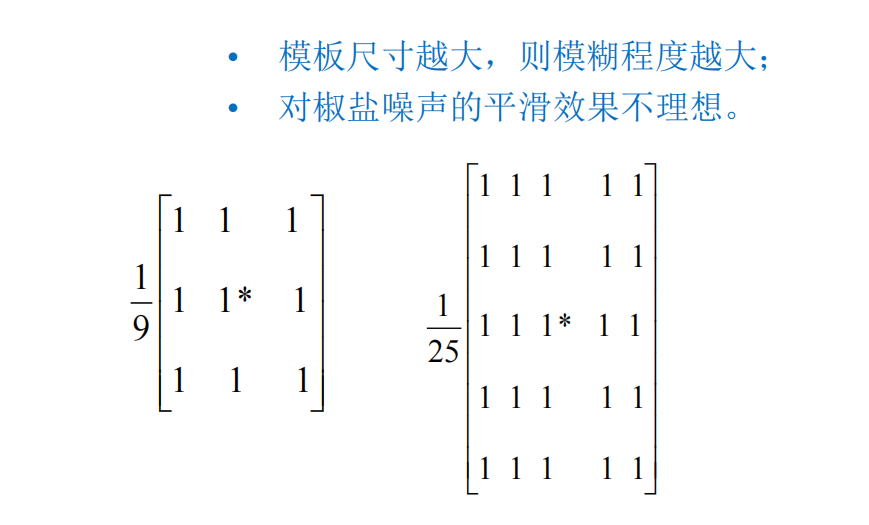 • 模板尺寸越大，则模糊程度越大；
• 对椒盐噪声的平滑效果不理想。
1/9 [1 1 1
1 1* 1
1 1 1]
1/25 [1 1 1 1 1
1 1 1 1 1
1 1 1* 1 1
1 1 1 1 1
1 1 1 1 1]